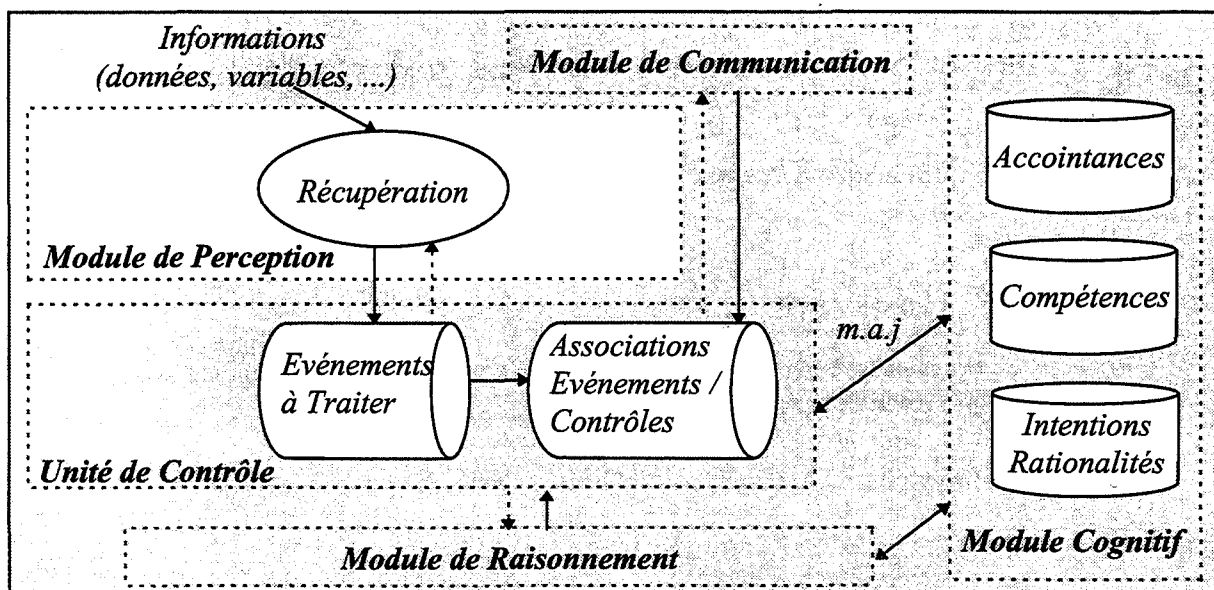 Informations
(données, variables, ...)
Module de Communication
Récupération
Module de Perception
Evénements
à Traiter
Associations
Evénements /
Contrôles
Unité de Contrôle
m.a.j
Accointances
Compétences
Intentions
Rationalités
Module Cognitif
Module de Raisonnement